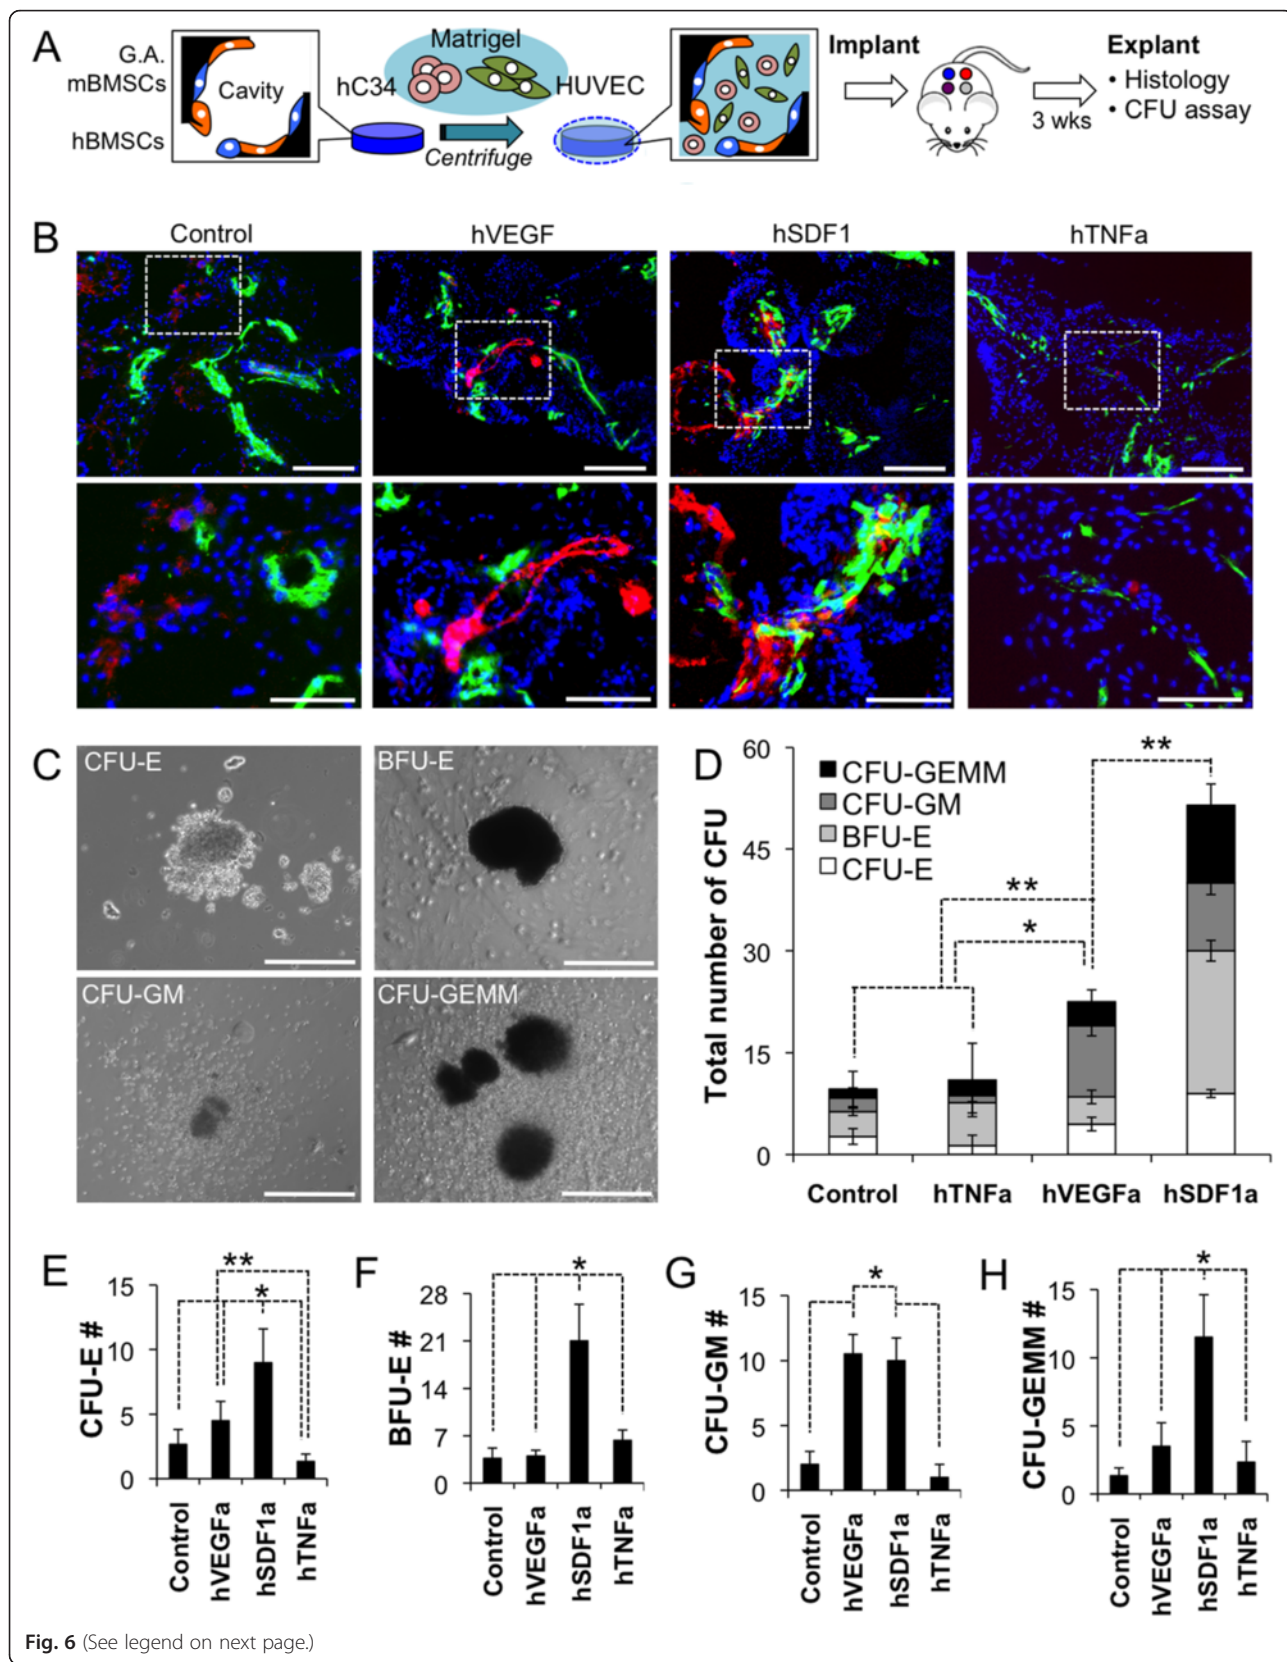 A
G.A.
mBMSCs
hBMSCs
Cavity
hC34
Matrigel
HUVEC
Centrifuge
Implant
3 wks
Explant
• Histology
• CFU assay
B
Control
hVEGF
hSDF1
hTNFa
C
CFU-E
BFU-E
CFU-GM
CFU-GEMM
D
Total number of CFU
60
45
30
15
0
CFU-GEMM
CFU-GM
BFU-E
CFU-E
**
**
*
Control
hTNFa
hVEGFa
hSDF1a
E
CFU-E #
15
10
5
0
**
*
Control
hVEGFa
hSDF1a
hTNFa
F
BFU-E #
28
21
14
7
0
*
Control
hVEGFa
hSDF1a
hTNFa
G
CFU-GM #
15
10
5
0
*
Control
hVEGFa
hSDF1a
hTNFa
H
CFU-GEMM #
15
10
5
0
*
Control
hVEGFa
hSDF1a
hTNFa
Fig. 6 (See legend on next page.)